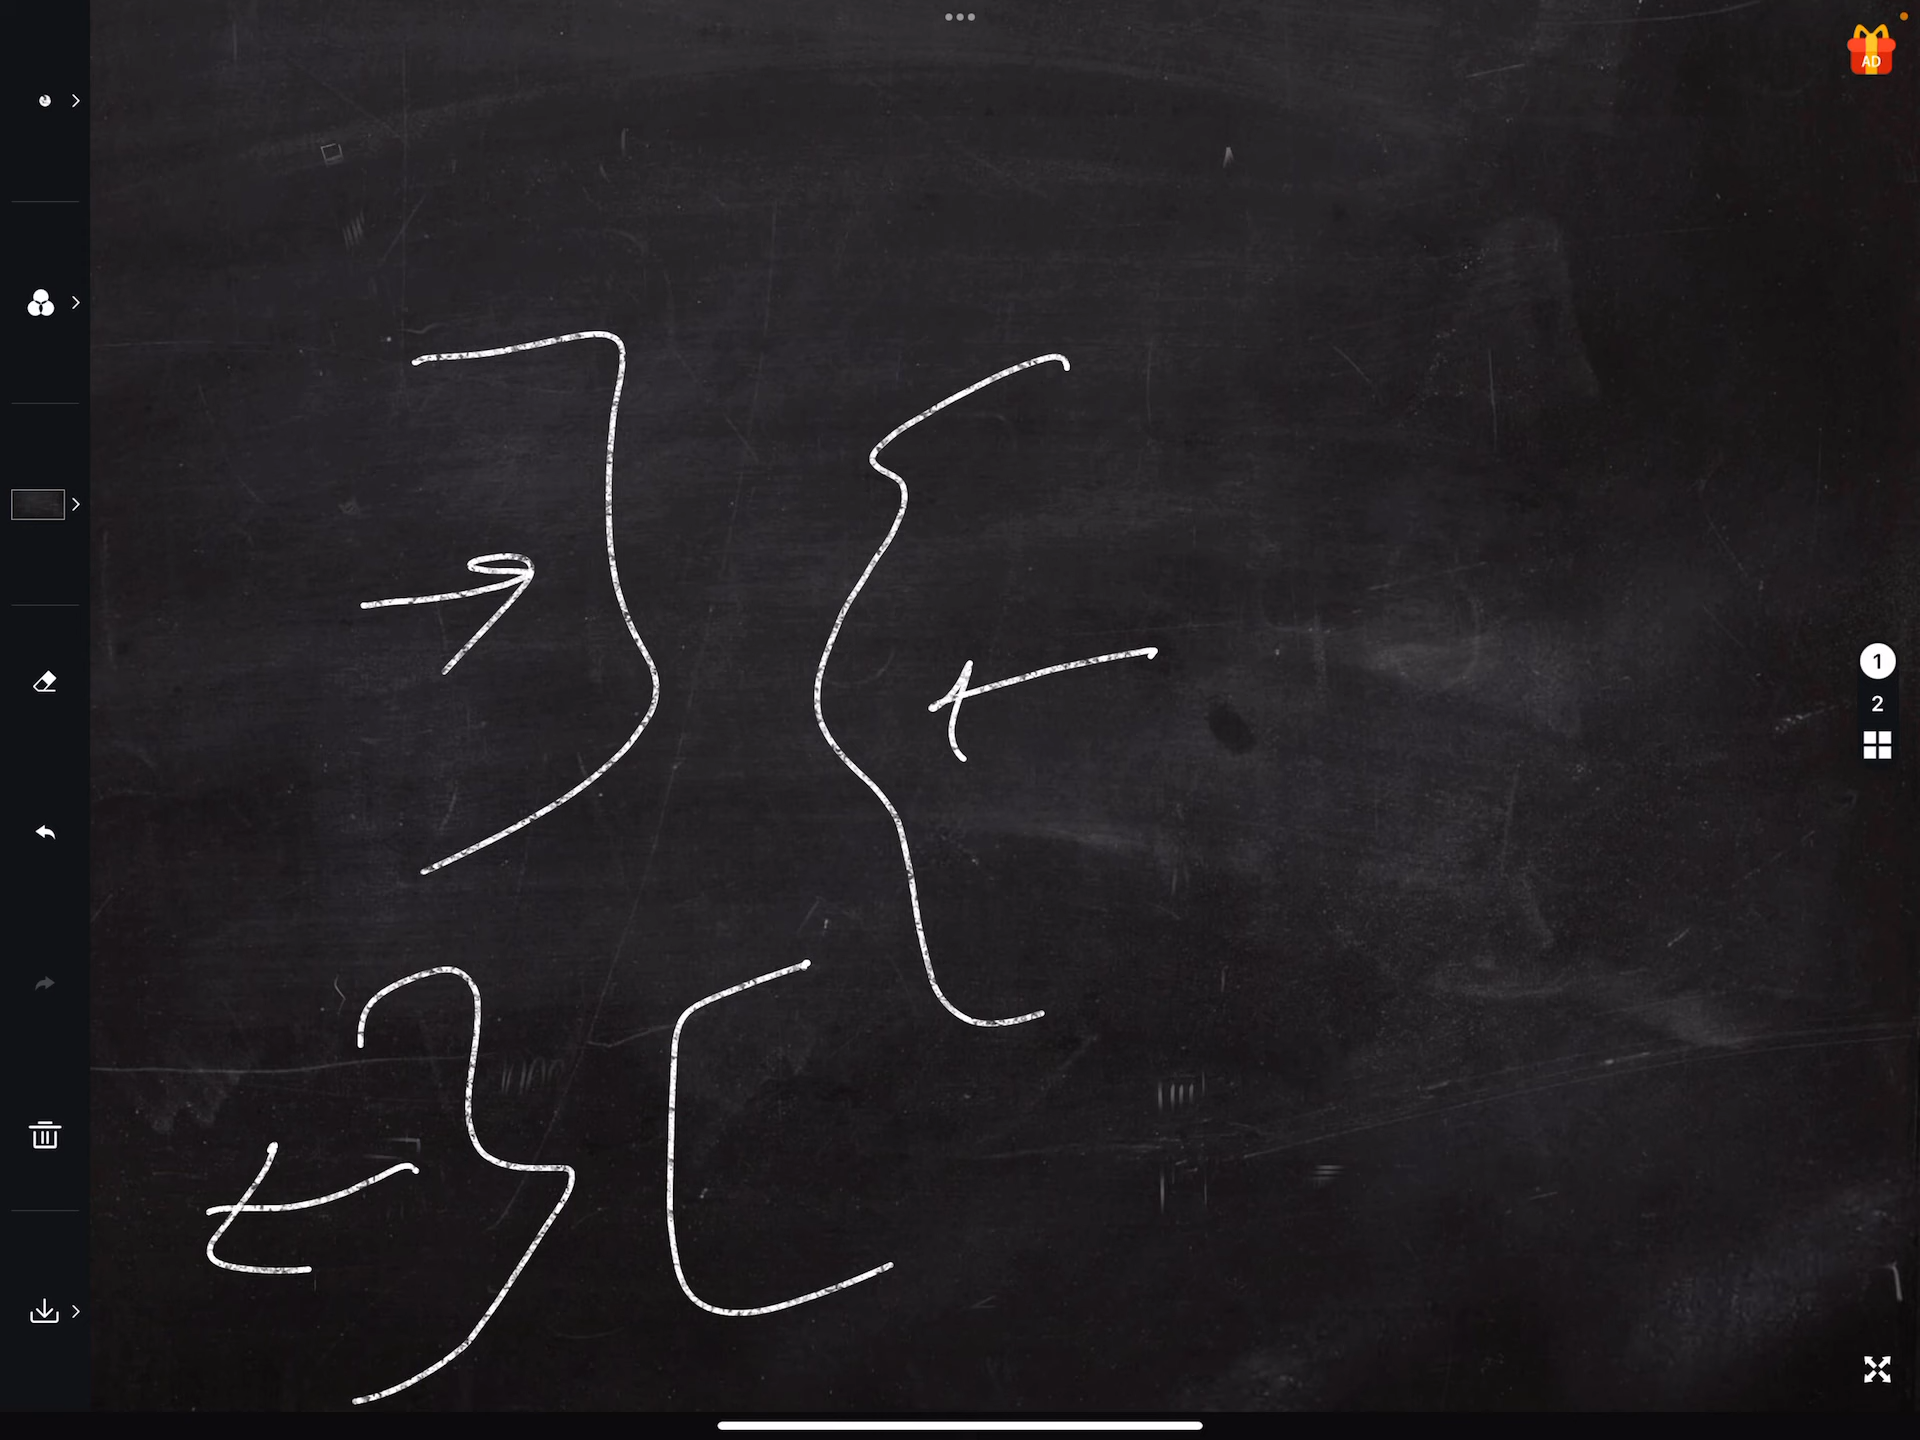 AD
→ } { ←
← } [
1
2